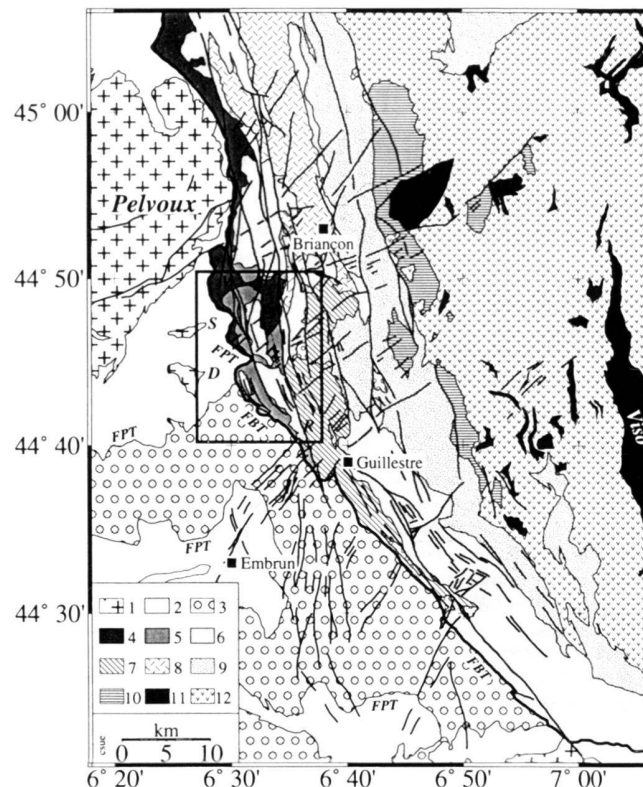 45° 00'
Pelvoux
Briançon
44° 50'
S
FPT
D
FBT
R
FPT
44° 40'
Guillestre
Viso
FPT
Embrun
44° 30'
1 2 3
4 5 6
7 8 9
10 11 12
FBT
FPT
km
0 5 10
csue
6° 20' 6° 30' 6° 40' 6° 50' 7° 00'